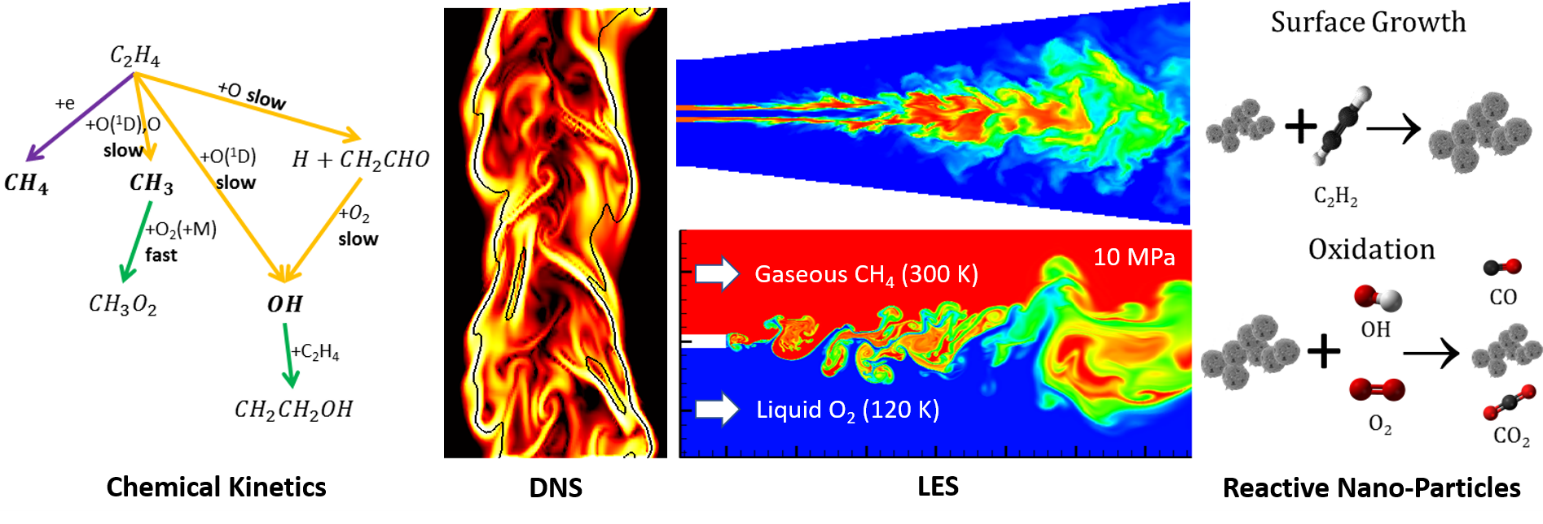 C₂H₄
+e
+O slow
+O(¹D),O
slow
+O(¹D)
slow
H + CH₂CHO
CH₄
CH₃
+O₂
slow
+O₂(+M)
fast
CH₃O₂
OH
+C₂H₄
CH₂CH₂OH
Chemical Kinetics
DNS
Gaseous CH₄ (300 K)
10 MPa
Liquid O₂ (120 K)
LES
Surface Growth
+
C₂H₂
Oxidation
CO
OH
+
O₂
CO₂
Reactive Nano-Particles